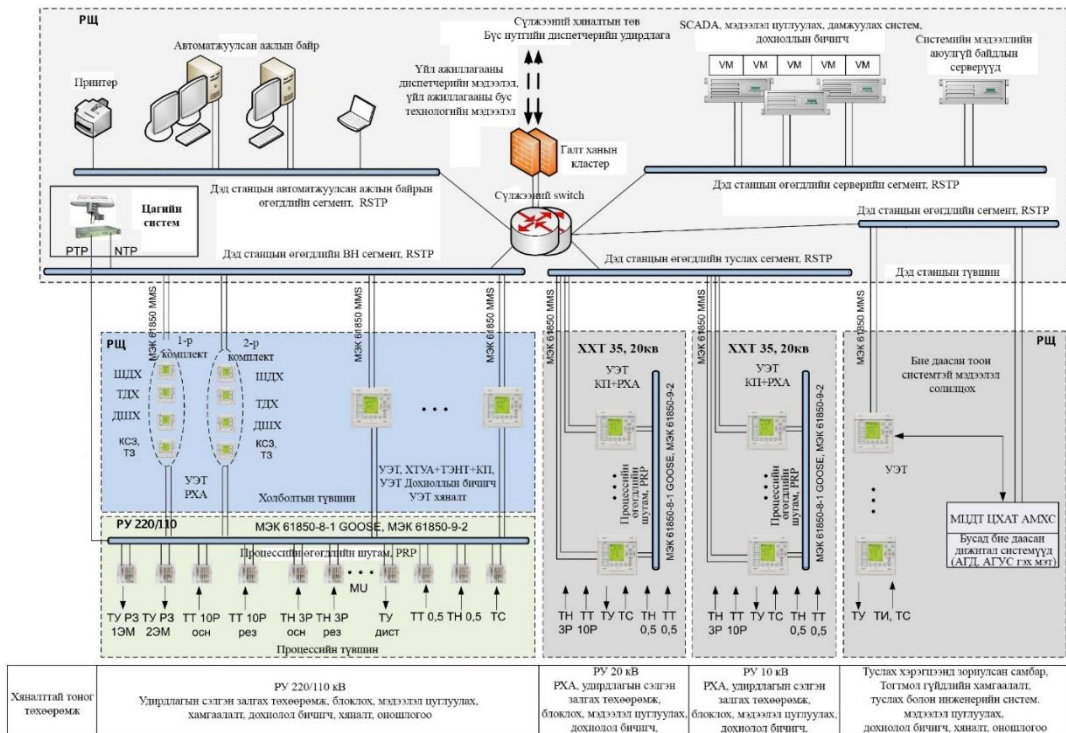 РЩ
Автоматжуулсан ажлын байр
Принтер
Сүлжээний хяналтын төв
Бүс нутгийн диспетчерийн удирдлага
SCADA, мэдээлэл цуглуулах, дамжуулах систем,
дохиоллын бичигч
Системийн мэдээллийн
аюулгүй байдлын
серверүүд
VM VM VM VM VM
Үйл ажиллагааны
диспетчерийн мэдээлэл,
үйл ажиллагааны бус
технологийн мэдээлэл
Галт ханын
кластер
Дэд станцын автоматжуулсан ажлын байрын
өгөгдлийн сегмент, RSTP
Сүлжээний switch
Дэд станцын өгөгдлийн серверийн сегмент, RSTP
Дэд станцын өгөгдлийн сегмент, RSTP
Цагийн
систем
PTP NTP
Дэд станцын өгөгдлийн ВН сегмент, RSTP
Дэд станцын өгөгдлийн туслах сегмент, RSTP
Дэд станцын түвшин
МЭК 61850 MMS
МЭК 61850 MMS
МЭК 61850 MMS
МЭК 61850 MMS
МЭК 61850 MMS
МЭК 61850 MMS
РЩ
1-р
комплект
2-р
комплект
ЩДХ
ТДХ
ДШХ
КСЗ,
ТЗ
ЩДХ
ТДХ
ДШХ
КСЗ,
ТЗ
УЭТ
РХА
УЭТ, ХТУА+ТЭНТ+КП,
УЭТ Дохиоллын бичигч
УЭТ хяналт
Холболтын түвшин
ХХТ 35, 20кв
УЭТ
КП+РХА
Процессийн
өгөгдлийн
шугам, PRP
МЭК 61850-8-1 GOOSE, МЭК 61850-9-2
ХХТ 35, 20кв
УЭТ
КП+РХА
Процессийн
өгөгдлийн
шугам, PRP
МЭК 61850-8-1 GOOSE, МЭК 61850-9-2
РЩ
Бие даасан тоон
системтэй мэдээлэл
солилцох
УЭТ
МЦДТ ЦХАТ АМХС
Бусад бие даасан
дижнтал системүүд
(АГД, АГУС гэх мэт)
РУ 220/110
МЭК 61850-8-1 GOOSE, МЭК 61850-9-2
Процессийн өгөгдлийн шугам, PRP
MU
ТУ РЗ
1ЭМ
ТУ РЗ
2ЭМ
ТТ 10Р
осн
ТТ 10Р
рез
ТН 3Р
осн
ТН 3Р
рез
ТУ
дист
ТТ 0,5
ТН 0,5
ТС
Процессийн түвшин
ТН
3Р
ТТ
10Р
ТУ
ТС
ТН
0,5
ТТ
0,5
ТН
3Р
ТТ
10Р
ТУ
ТС
ТН
0,5
ТТ
0,5
ТУ
ТИ, ТС
Хяналттай тоног
төхөөрөмж
РУ 220/110 кВ
Удирдлагын сэлгэн залгах төхөөрөмж, блоклох, мэдээлэл цуглуулах,
хамгаалалт, дохиолол бичигч, хяналт, оношлогоо
РУ 20 кВ
РХА, удирдлагын сэлгэн
залгах төхөөрөмж,
блоклох, мэдээлэл цуглуулах,
дохиолол бичигч,
РУ 10 кВ
РХА, удирдлагын сэлгэн
залгах төхөөрөмж,
блоклох, мэдээлэл цуглуулах,
дохиолол бичигч,
Туслах хэрэгцээнд зориулсан самбар,
Тогтмол гүйдлийн хамгаалалт,
туслах болон инженерийн систем.
мэдээлэл цуглуулах,
дохиолол бичигч, хяналт, оношлогоо